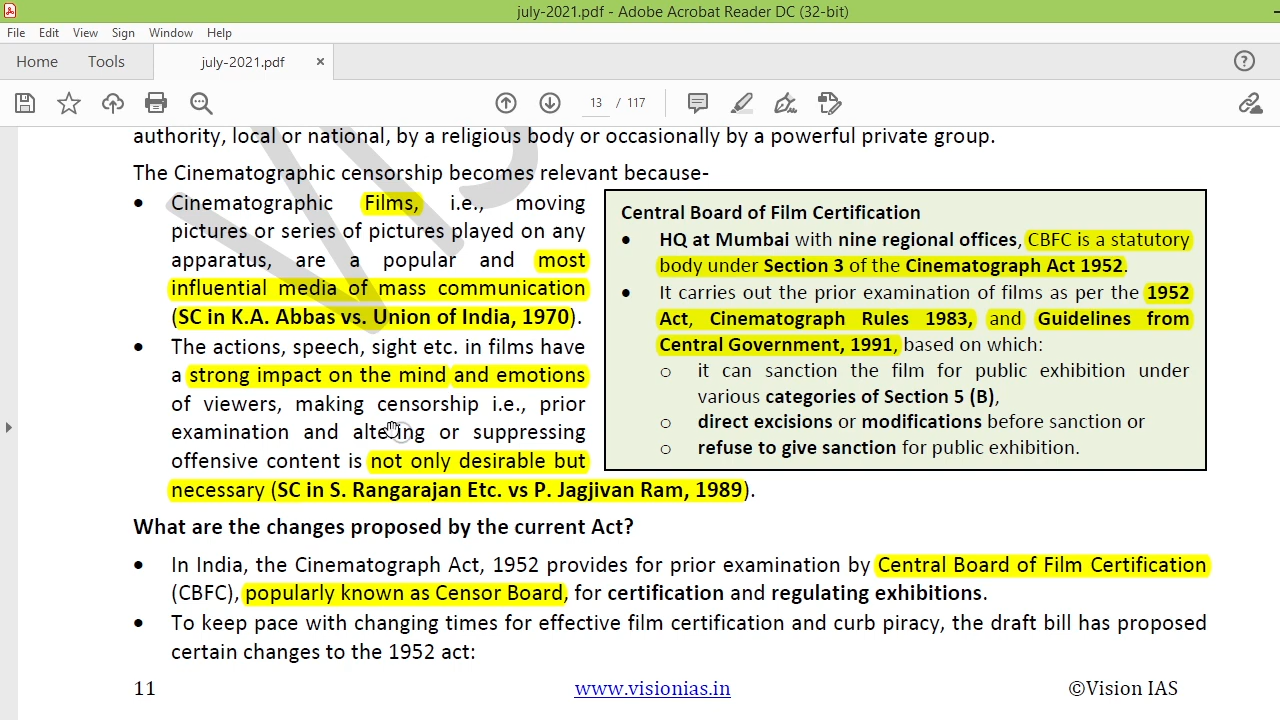 july-2021.pdf - Adobe Acrobat Reader DC (32-bit)
File Edit View Sign Window Help
Home Tools july-2021.pdf ×
13 / 117
authority, local or national, by a religious body or occasionally by a powerful private group.
The Cinematographic censorship becomes relevant because-
• Cinematographic Films, i.e., moving
pictures or series of pictures played on any
apparatus, are a popular and most
influential media of mass communication
(SC in K.A. Abbas vs. Union of India, 1970).
• The actions, speech, sight etc. in films have
a strong impact on the mind and emotions
of viewers, making censorship i.e., prior
examination and altering or suppressing
offensive content is not only desirable but
necessary (SC in S. Rangarajan Etc. vs P. Jagjivan Ram, 1989).
Central Board of Film Certification
• HQ at Mumbai with nine regional offices, CBFC is a statutory
body under Section 3 of the Cinematograph Act 1952.
• It carries out the prior examination of films as per the 1952
Act, Cinematograph Rules 1983, and Guidelines from
Central Government, 1991, based on which:
o it can sanction the film for public exhibition under
various categories of Section 5 (B),
o direct excisions or modifications before sanction or
o refuse to give sanction for public exhibition.
What are the changes proposed by the current Act?
• In India, the Cinematograph Act, 1952 provides for prior examination by Central Board of Film Certification
(CBFC), popularly known as Censor Board, for certification and regulating exhibitions.
• To keep pace with changing times for effective film certification and curb piracy, the draft bill has proposed
certain changes to the 1952 act:
11 www.visionias.in ©Vision IAS